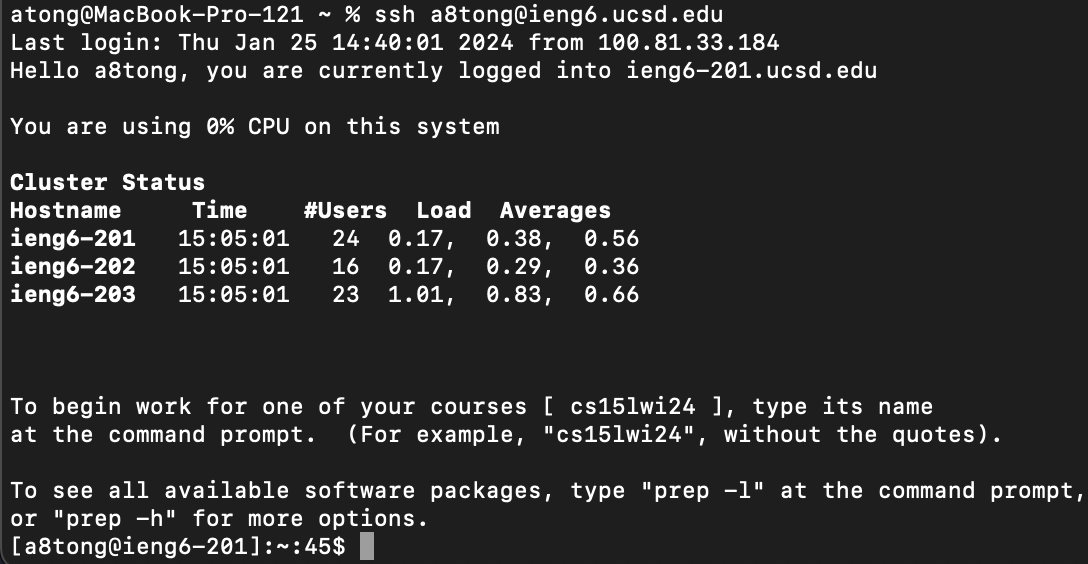 atong@MacBook-Pro-121 ~ % ssh a8tong@ieng6.ucsd.edu
Last login: Thu Jan 25 14:40:01 2024 from 100.81.33.184
Hello a8tong, you are currently logged into ieng6-201.ucsd.edu
You are using 0% CPU on this system
Cluster Status
Hostname     Time    #Users  Load  Averages
ieng6-201   15:05:01   24  0.17,  0.38,  0.56
ieng6-202   15:05:01   16  0.17,  0.29,  0.36
ieng6-203   15:05:01   23  1.01,  0.83,  0.66
To begin work for one of your courses [ cs15lwi24 ], type its name
at the command prompt.  (For example, "cs15lwi24", without the quotes).
To see all available software packages, type "prep -l" at the command prompt,
or "prep -h" for more options.
[a8tong@ieng6-201]:~:45$